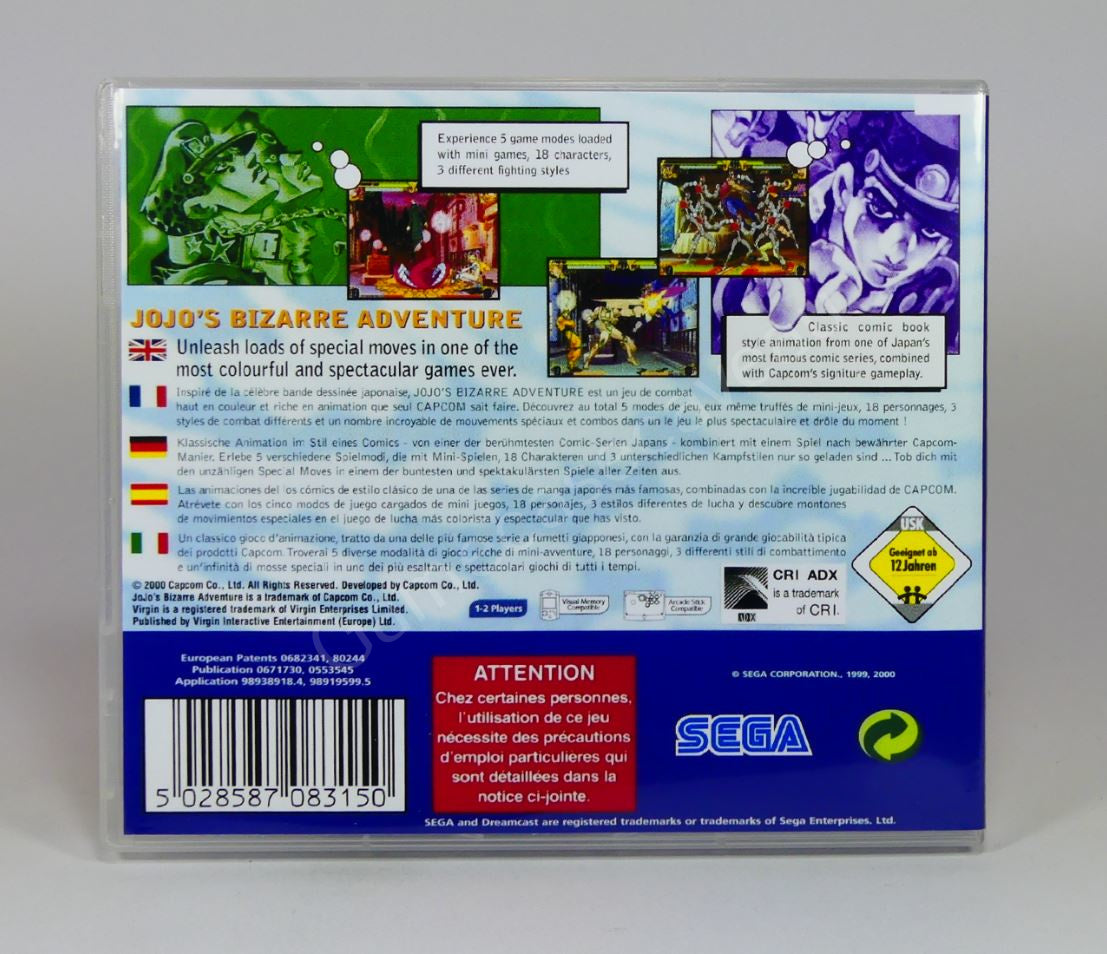 Experience 5 game modes loaded
with mini games, 18 characters,
3 different fighting styles
Classic comic book
style animation from one of Japan's
most famous comic series, combined
with Capcom's signiture gameplay.
JOJO'S BIZARRE ADVENTURE
Unleash loads of special moves in one of the
most colourful and spectacular games ever.
Inspiré de la célèbre bande dessinée japonaise, JOJO'S BIZARRE ADVENTURE est un jeu de combat
haut en couleur et riche en animation que seul CAPCOM sait faire. Découvrez au total 5 modes de jeu, eux même truffés de mini-jeux, 18 personnages, 3
styles de combat différents et un nombre incroyable de mouvements spéciaux et combos dans un le jeu le plus spectaculaire et drôle du moment !
Klassische Animation im Stil eines Comics - von einer der berühmtesten Comic-Serien Japans - kombiniert mit einem Spiel nach bewährter Capcom-
Manier. Erlebe 5 verschiedene Spielmodi, die mit Mini-Spielen, 18 Charakteren und 3 unterschiedlichen Kampfstilen nur so geladen sind ... Tob dich mit
den unzähligen Special Moves in einem der buntesten und spektakulärsten Spiele aller Zeiten aus.
Las animaciones del los cómics de estilo clásico de una de las series de manga japonés más famosas, combinadas con la increíble jugabilidad de CAPCOM.
Atrévete con los cinco modos de juego cargados de mini juegos, 18 personajes, 3 estilos diferentes de lucha y descubre montones
de movimientos especiales en el juego de lucha más colorista y espectacular que has visto.
Un classico gioco d'animazione, tratto da una delle più famose serie a fumetti giapponesi, con la garanzia di grande giocabilità tipica
dei prodotti Capcom. Troverai 5 diverse modalità di gioco ricche di mini-avventure, 18 personaggi, 3 differenti stili di combattimento
e un'infinità di mosse speciali in uno dei più esaltanti e spettacolari giochi di tutti i tempi.
USK
Geeignet ab
12 Jahren
© 2000 Capcom Co., Ltd. All Rights Reserved. Developed by Capcom Co., Ltd.
JoJo's Bizarre Adventure is a trademark of Capcom Co., Ltd.
Virgin is a registered trademark of Virgin Enterprises Limited.
Published by Virgin Interactive Entertainment (Europe) Ltd.
1-2 Players
Visual Memory
Compatible
Arcade Stick
Compatible
ADX
CRI ADX
is a trademark
of CRI.
European Patents 0682341, 80244
Publication 0671730, 0553545
Application 98938918.4, 98919599.5
5 028587 083150
ATTENTION
Chez certaines personnes,
l'utilisation de ce jeu
nécessite des précautions
d'emploi particulieres qui
sont détaillées dans la
notice ci-jointe.
© SEGA CORPORATION., 1999, 2000
SEGA
SEGA and Dreamcast are registered trademarks or trademarks of Sega Enterprises, Ltd.